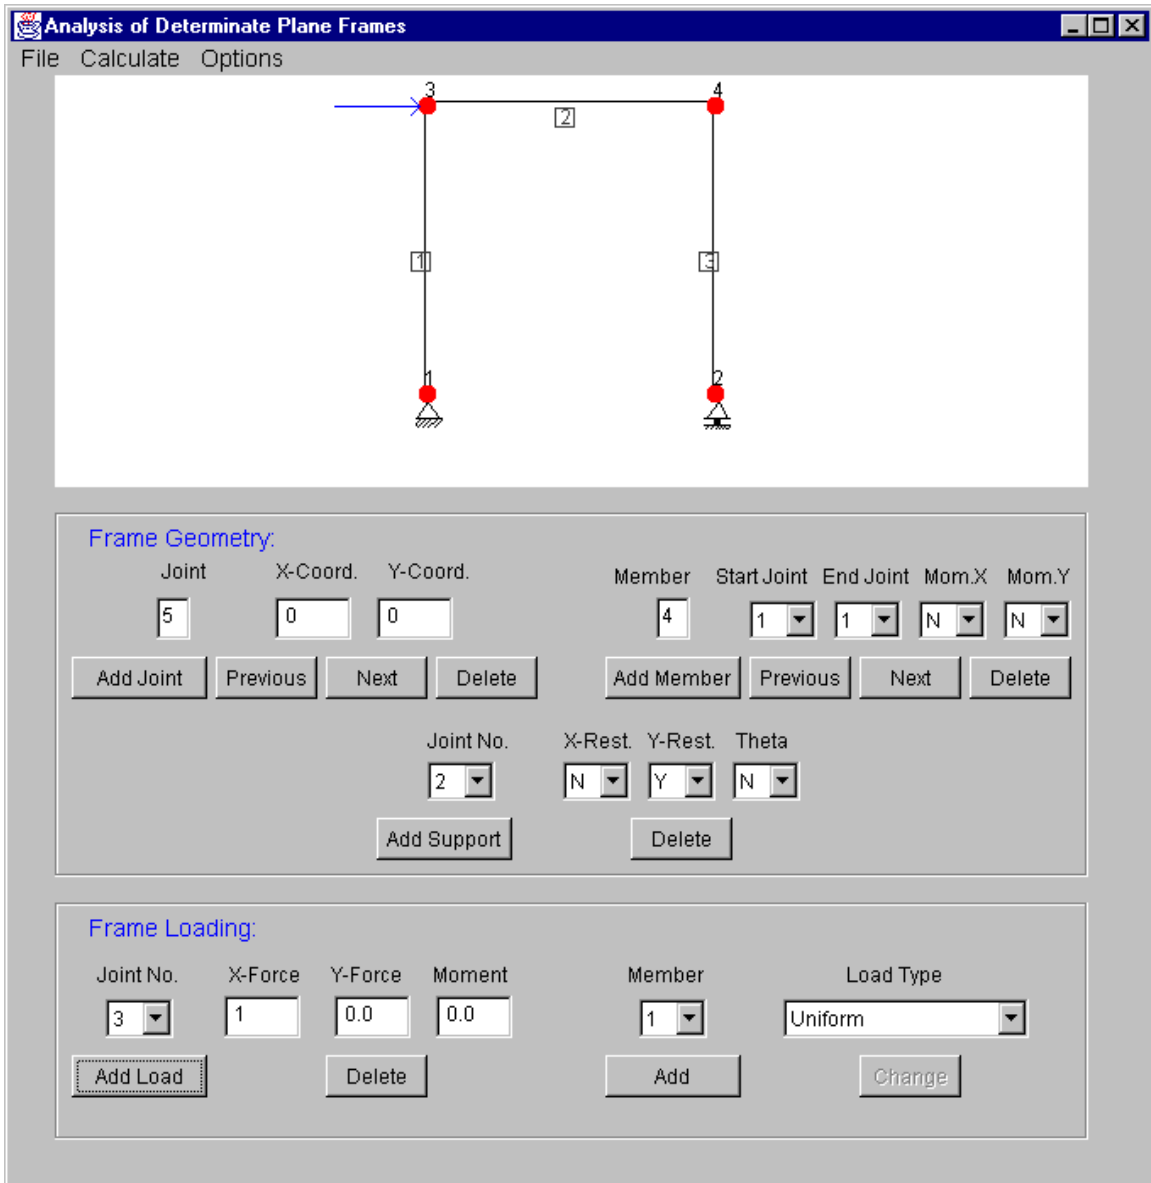 Analysis of Determinate Plane Frames
File Calculate Options
3 4
2
1 3
1 2
Frame Geometry:
Joint X-Coord. Y-Coord. Member Start Joint End Joint Mom.X Mom.Y
5 0 0 4 1 1 N N
Add Joint Previous Next Delete Add Member Previous Next Delete
Joint No. X-Rest. Y-Rest. Theta
2 N Y N
Add Support Delete
Frame Loading:
Joint No. X-Force Y-Force Moment Member Load Type
3 1 0.0 0.0 1 Uniform
Add Load Delete Add Change